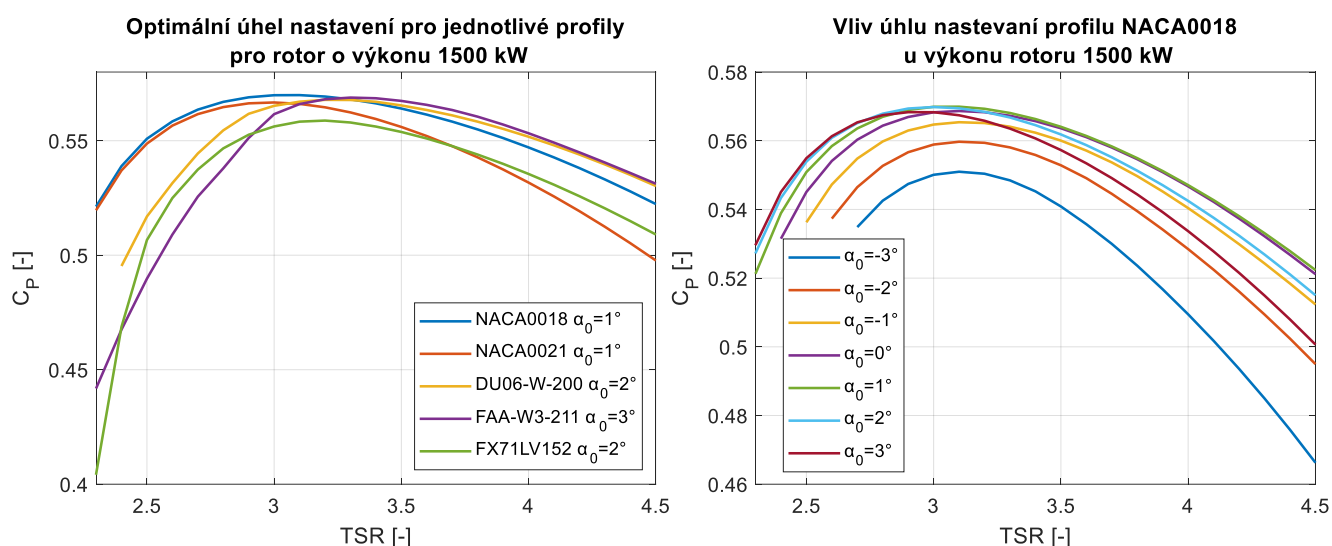 Optimální úhel nastavení pro jednotlivé profily
pro rotor o výkonu 1500 kW
0.55
0.5
0.45
0.4
C_P [-]
2.5 3 3.5 4 4.5
TSR [-]
NACA0018 α_0=1°
NACA0021 α_0=1°
DU06-W-200 α_0=2°
FAA-W3-211 α_0=3°
FX71LV152 α_0=2°
Vliv úhlu nastevaní profilu NACA0018
u výkonu rotoru 1500 kW
0.58
0.56
0.54
0.52
0.5
0.48
0.46
C_P [-]
2.5 3 3.5 4 4.5
TSR [-]
α_0=-3°
α_0=-2°
α_0=-1°
α_0=0°
α_0=1°
α_0=2°
α_0=3°